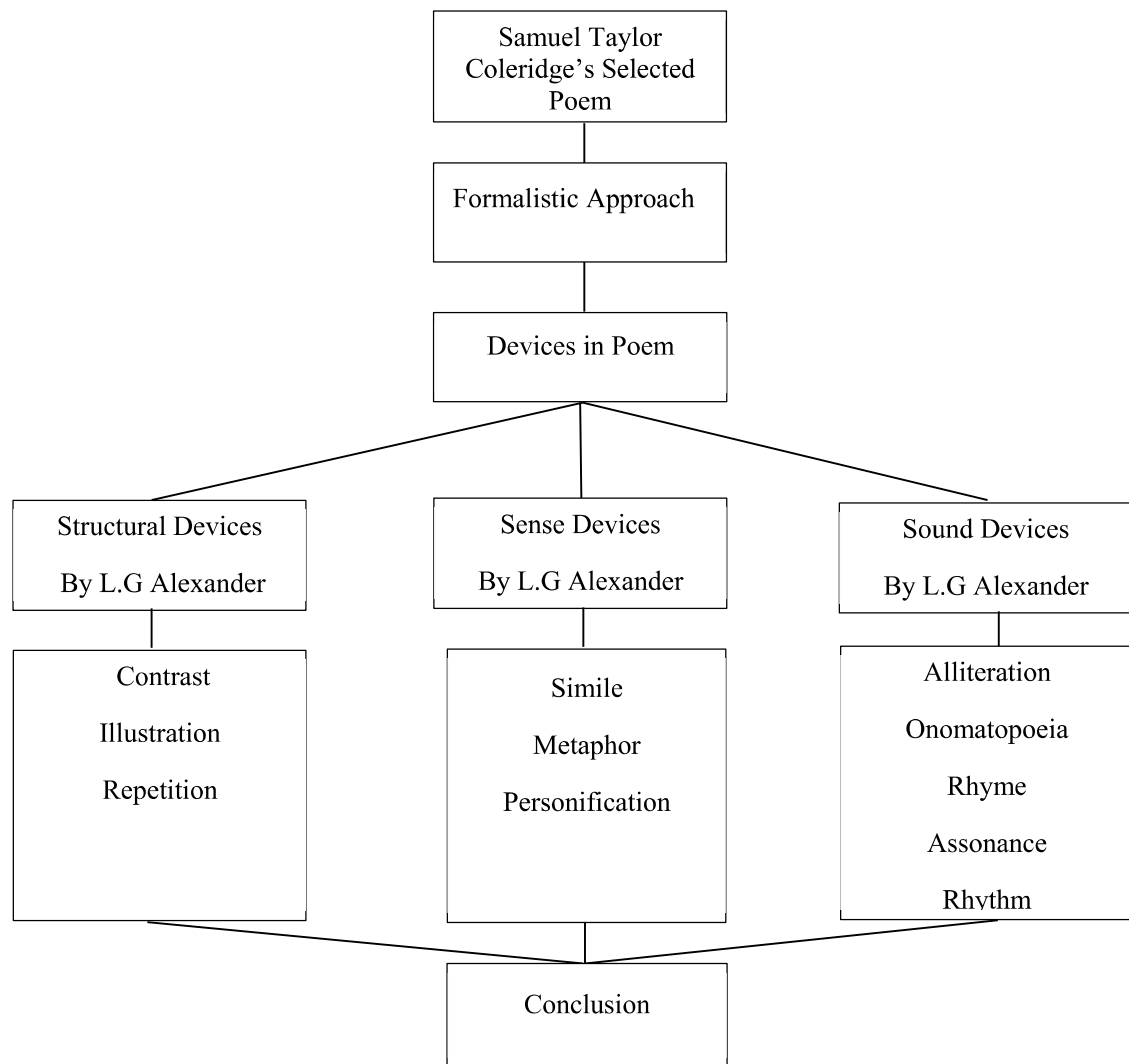 Samuel Taylor
Coleridge’s Selected
Poem
Formalistic Approach
Devices in Poem
Structural Devices
By L.G Alexander
Sense Devices
By L.G Alexander
Sound Devices
By L.G Alexander
Contrast
Illustration
Repetition
Simile
Metaphor
Personification
Alliteration
Onomatopoeia
Rhyme
Assonance
Rhythm
Conclusion